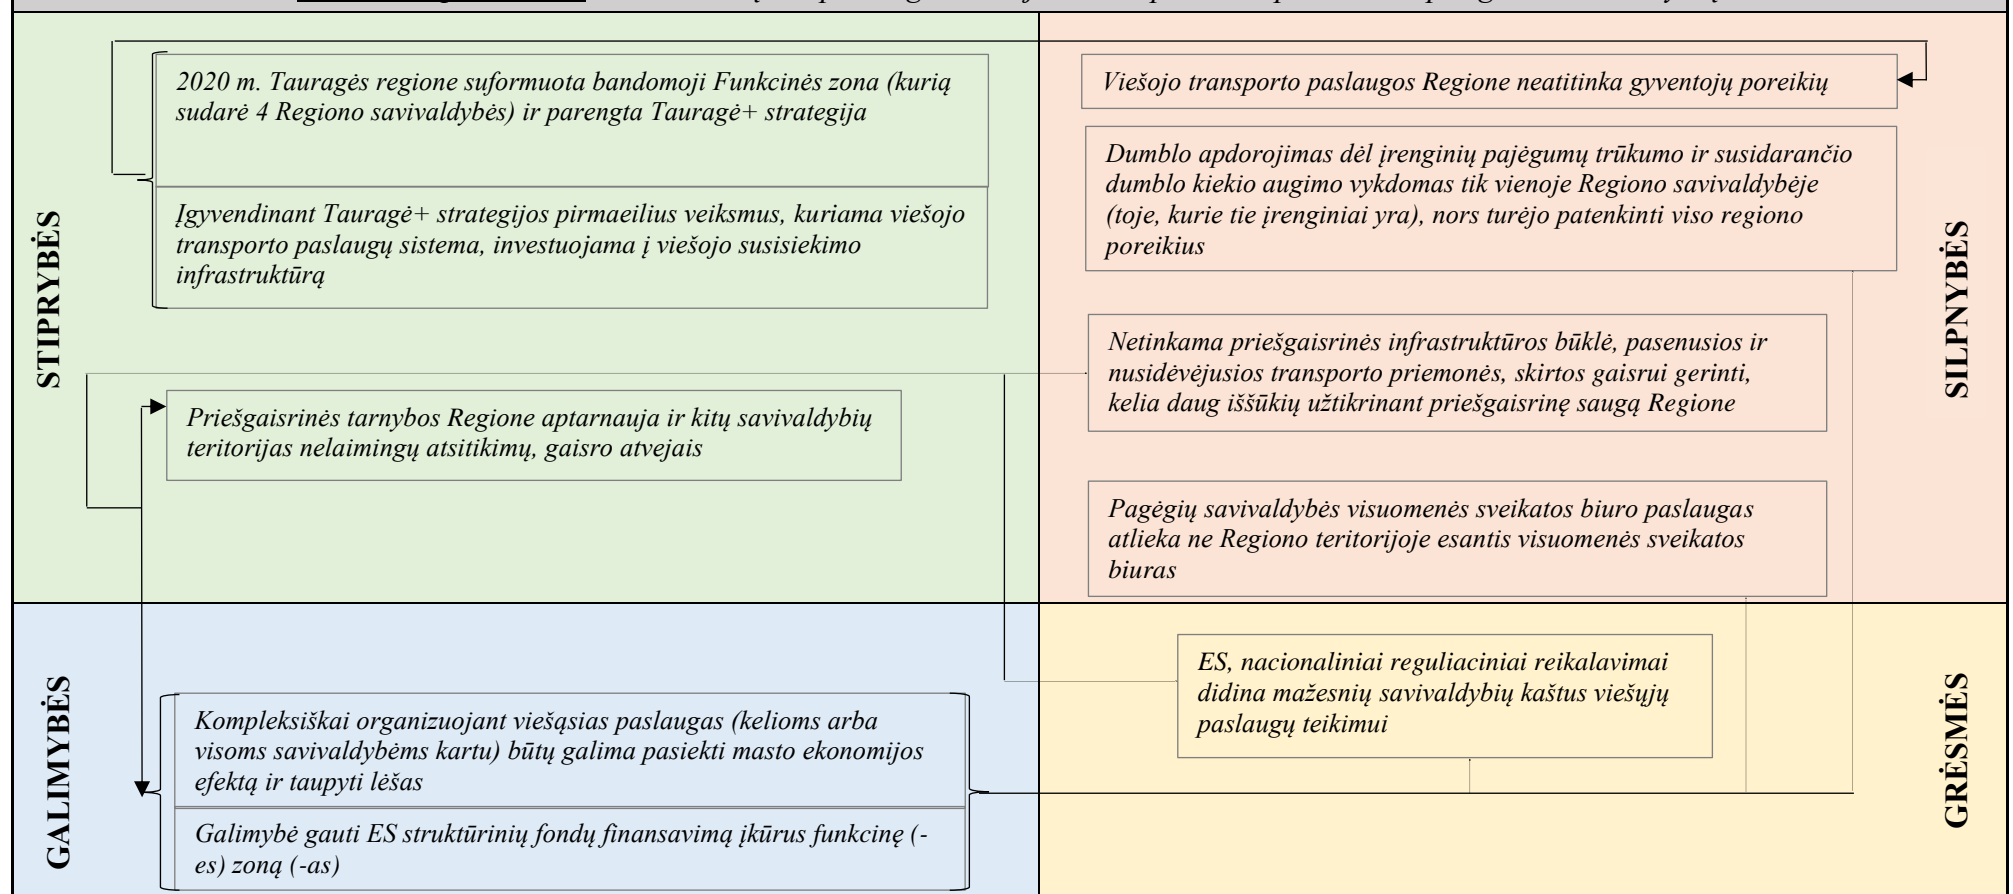 STIPRYBĖS
2020 m. Tauragės regione suformuota bandomoji Funkcinės zona (kurią
sudarė 4 Regiono savivaldybės) ir parengta Tauragė+ strategija
Įgyvendinant Tauragė+ strategijos pirmaeilius veiksmus, kuriama viešojo
transporto paslaugų sistema, investuojama į viešojo susisiekimo
infrastruktūrą
Priešgaisrinės tarnybos Regione aptarnauja ir kitų savivaldybių
teritorijas nelaimingų atsitikimų, gaisro atvejais
SILPNYBĖS
Viešojo transporto paslaugos Regione neatitinka gyventojų poreikių
Dumblo apdorojimas dėl įrenginių pajėgumų trūkumo ir susidarančio
dumblo kiekio augimo vykdomas tik vienoje Regiono savivaldybėje
(toje, kurie tie įrenginiai yra), nors turėjo patenkinti viso regiono
poreikius
Netinkama priešgaisrinės infrastruktūros būklė, pasenusios ir
nusidėvėjusios transporto priemonės, skirtos gaisrui gerinti,
kelia daug iššūkių užtikrinant priešgaisrinę saugą Regione
Pagėgių savivaldybės visuomenės sveikatos biuro paslaugas
atlieka ne Regiono teritorijoje esantis visuomenės sveikatos
biuras
GALIMYBĖS
Kompleksiškai organizuojant viešąsias paslaugas (kelioms arba
visoms savivaldybėms kartu) būtų galima pasiekti masto ekonomijos
efektą ir taupyti lėšas
Galimybė gauti ES struktūrinių fondų finansavimą įkūrus funkcinę (-
es) zoną (-as)
GRĖSMĖS
ES, nacionaliniai reguliaciniai reikalavimai
didina mažesnių savivaldybių kaštus viešųjų
paslaugų teikimui